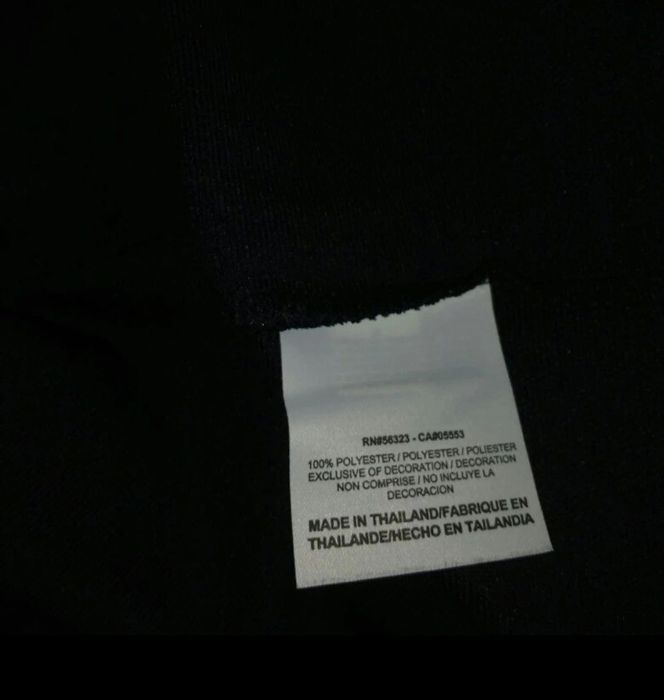 RN#56323 - CA#05553
100% POLYESTER / POLYESTER / POLIESTER
EXCLUSIVE OF DECORATION / DECORATION
NON COMPRISE / NO INCLUYE LA
DECORACION
MADE IN THAILAND/FABRIQUE EN
THAILANDE/HECHO EN TAILANDIA